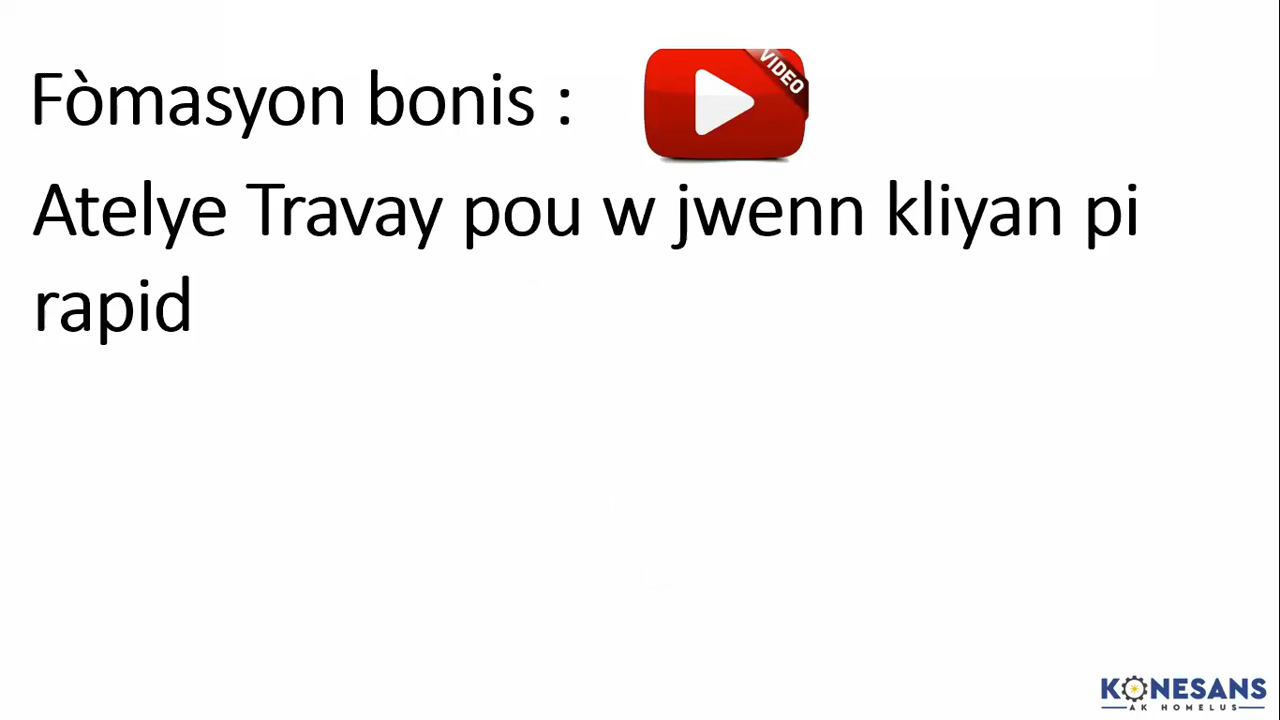 Fòmasyon bonis :
VIDEO
Atelye Travay pou w jwenn kliyan pi
rapid
KONESANS
AK HOMELUS